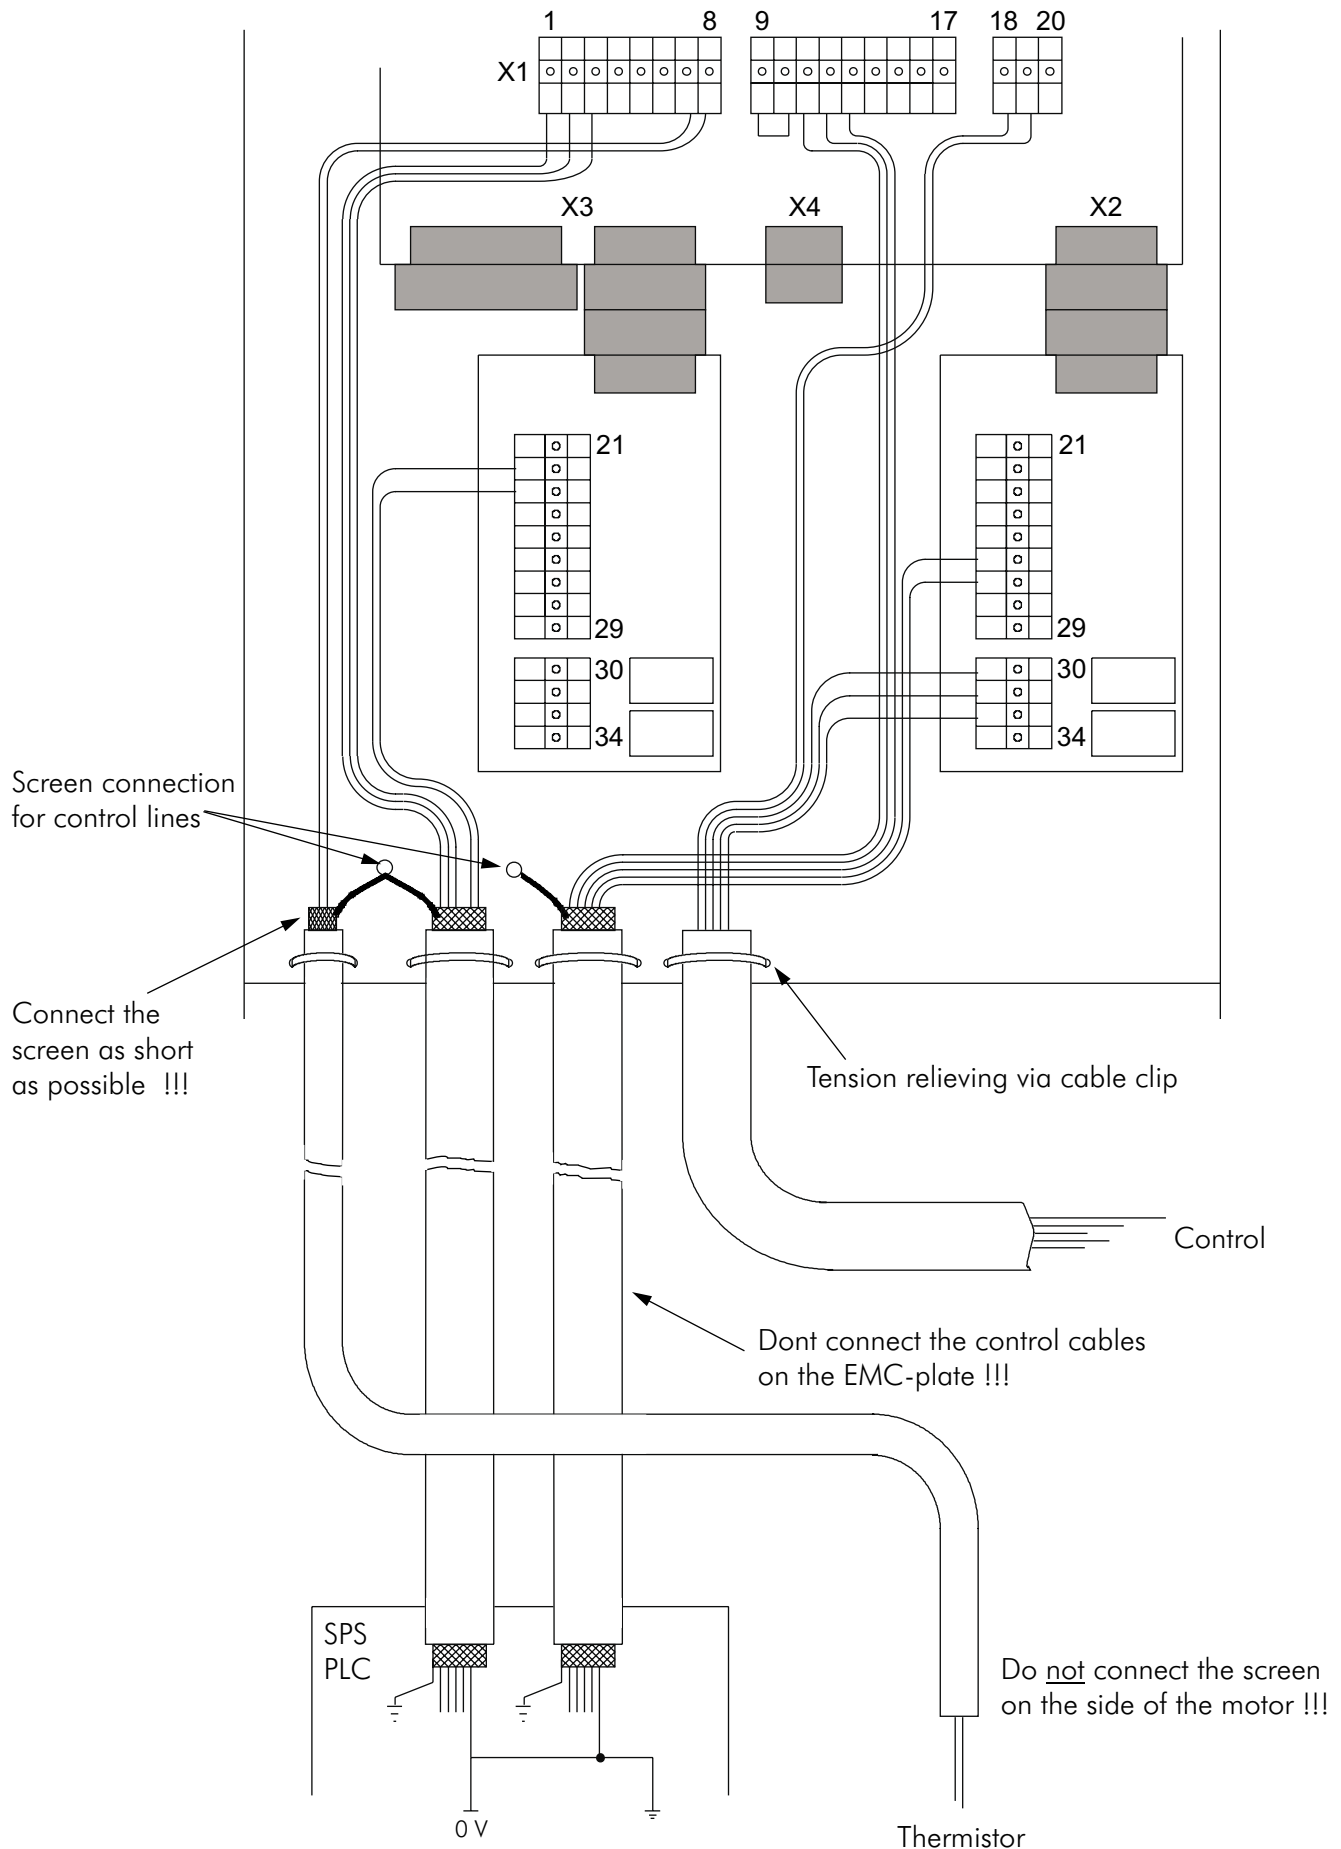 1 8 9 17 18 20
X1
X3 X4 X2
21 21
29 29
30 30
34 34
Screen connection
for control lines
Connect the
screen as short
as possible !!!
Tension relieving via cable clip
Control
Dont connect the control cables
on the EMC-plate !!!
SPS
PLC
Do not connect the screen
on the side of the motor !!!
0 V
Thermistor